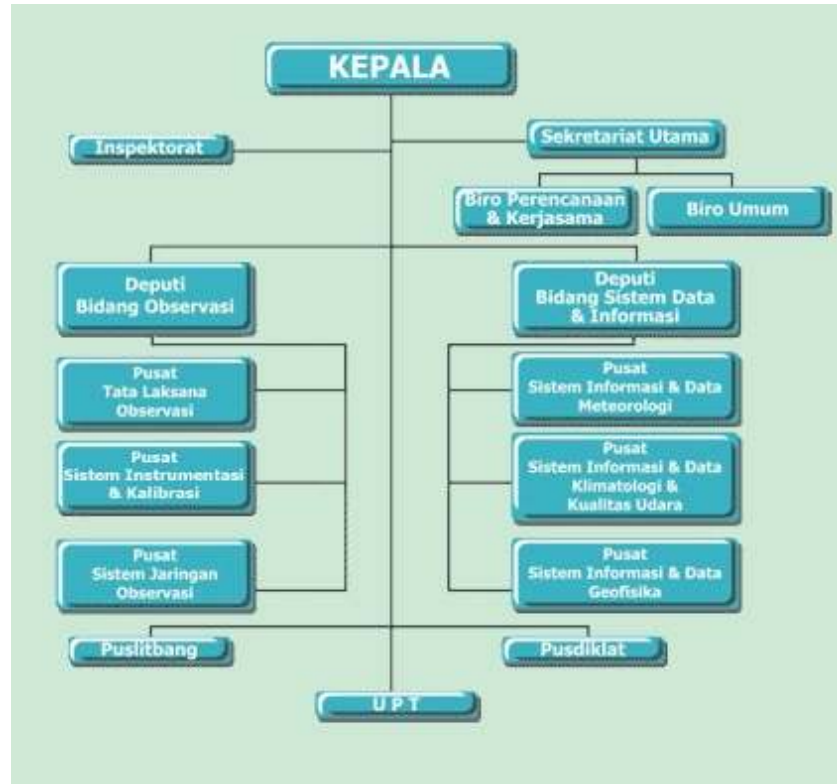 KEPALA
Inspektorat
Sekretariat Utama
Biro Perencanaan
& Kerjasama
Biro Umum
Deputi
Bidang Observasi
Deputi
Bidang Sistem Data
& Informasi
Pusat
Tata Laksana
Observasi
Pusat
Sistem Informasi & Data
Meteorologi
Pusat
Sistem Instrumentasi
& Kalibrasi
Pusat
Sistem Informasi & Data
Klimatologi &
Kualitas Udara
Pusat
Sistem Jaringan
Observasi
Pusat
Sistem Informasi & Data
Geofisika
Puslitbang
Pusdiklat
U P T